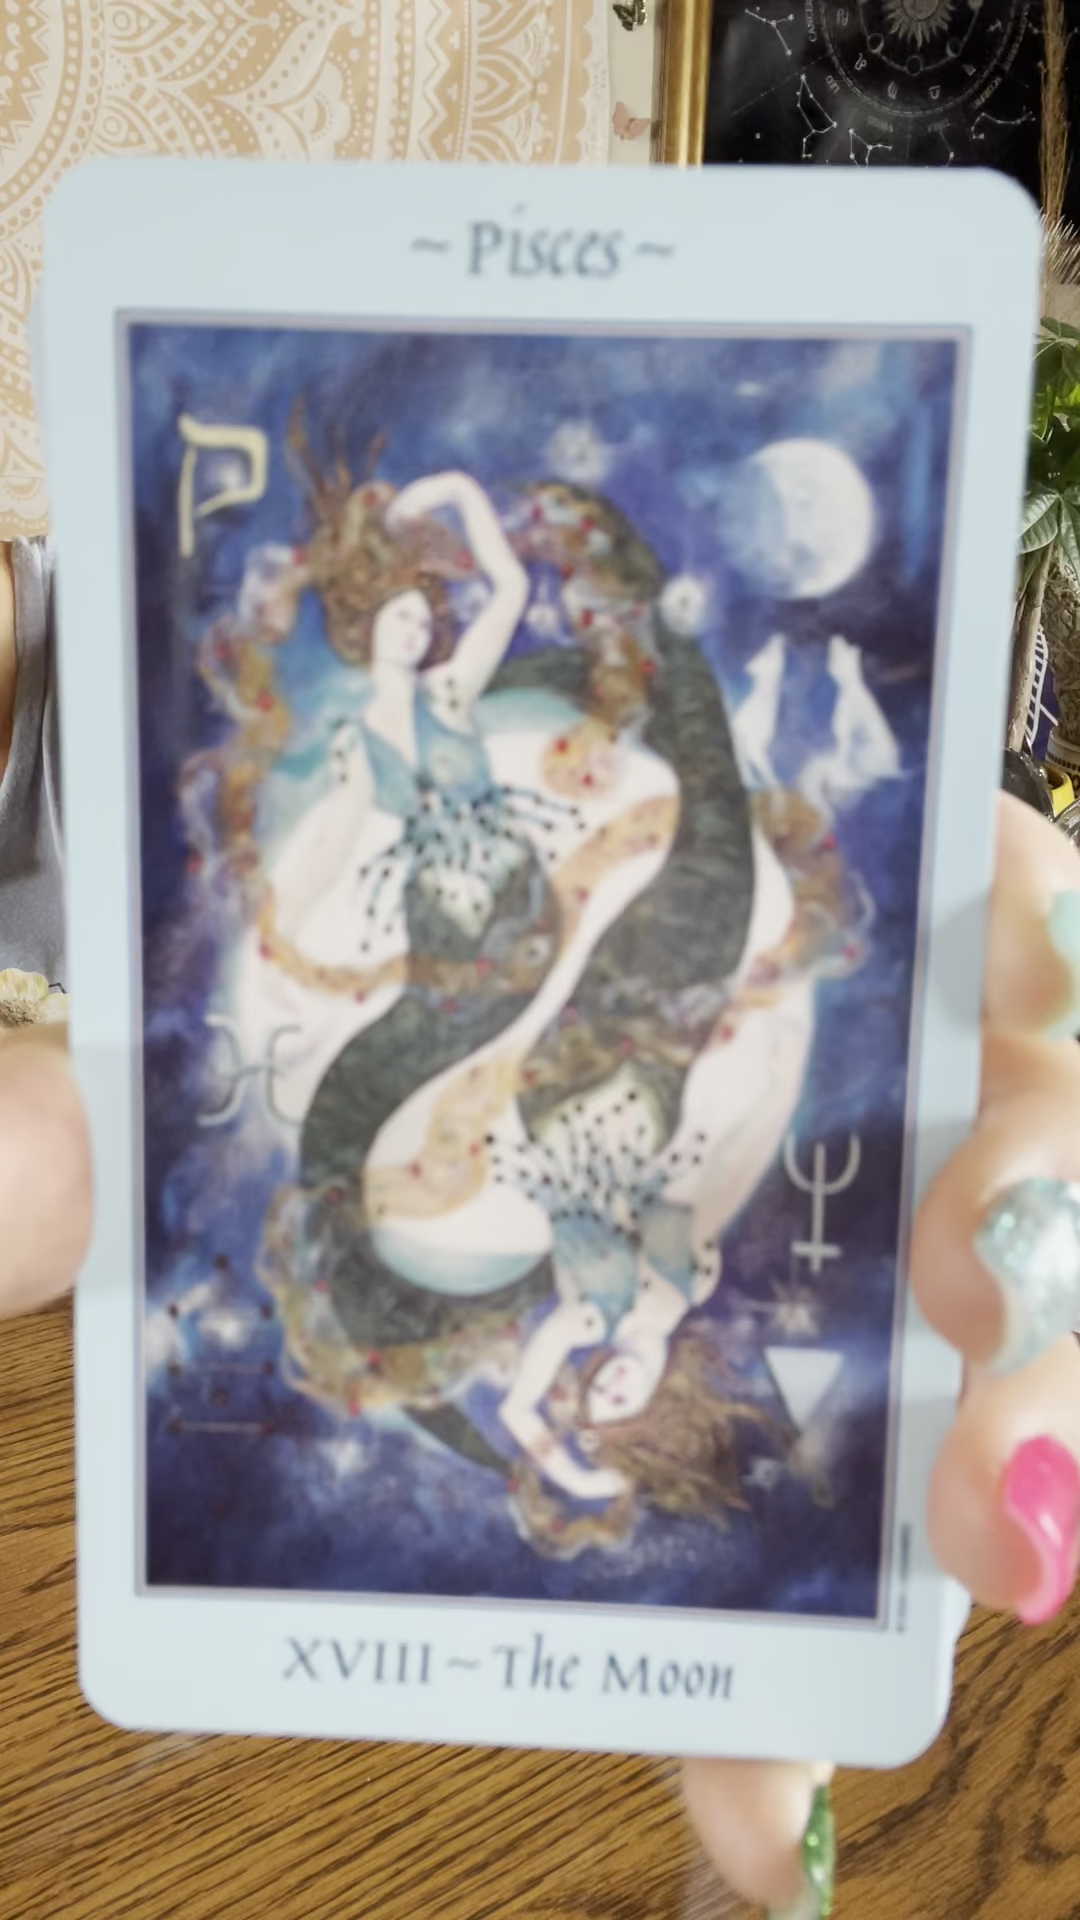 ~ Pisces ~
ק
XVIII ~ The Moon